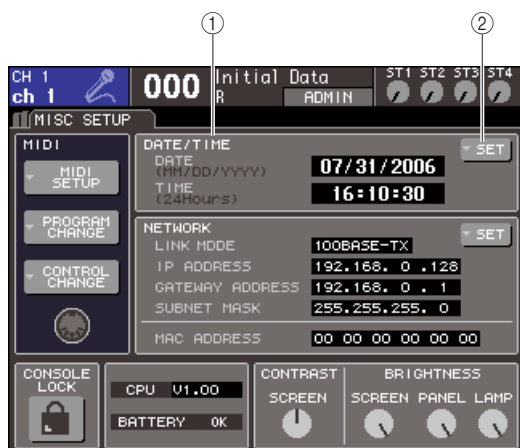 ① ②
CH 1
ch 1
000
Initial Data
R
ADMIN
ST1 ST2 ST3 ST4
MISC SETUP
MIDI
MIDI SETUP
PROGRAM CHANGE
CONTROL CHANGE
DATE/TIME
SET
DATE
(MM/DD/YYYY)
07/31/2006
TIME
(24Hours)
16:10:30
NETWORK
SET
LINK MODE 100BASE-TX
IP ADDRESS 192.168. 0 .128
GATEWAY ADDRESS 192.168. 0 . 1
SUBNET MASK 255.255.255. 0
MAC ADDRESS 00 00 00 00 00 00
CONSOLE LOCK
CPU V1.00
BATTERY OK
CONTRAST
SCREEN
BRIGHTNESS
SCREEN PANEL LAMP